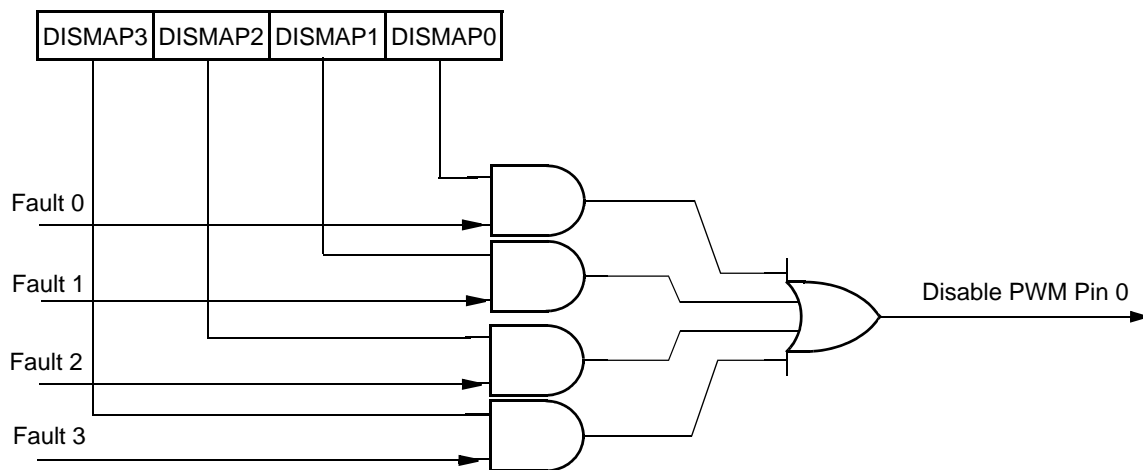 DISMAP3 DISMAP2 DISMAP1 DISMAP0
Fault 0
Fault 1
Disable PWM Pin 0
Fault 2
Fault 3